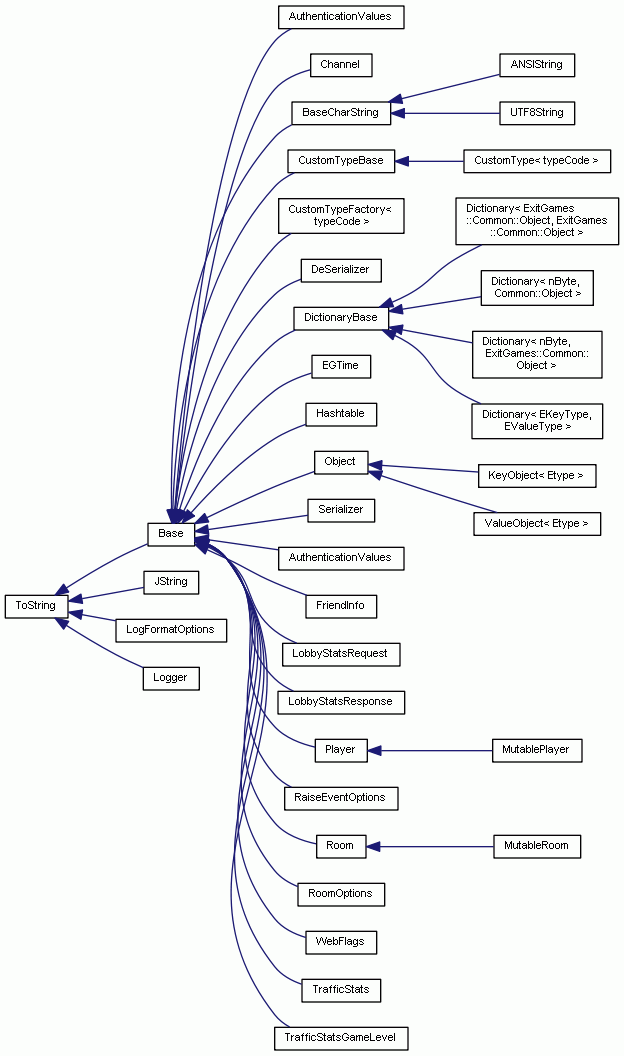 AuthenticationValues
Channel
ANSIString
BaseCharString
UTF8String
CustomTypeBase
CustomType< typeCode >
CustomTypeFactory<
typeCode >
Dictionary< ExitGames
::Common::Object, ExitGames
::Common::Object >
DeSerializer
Dictionary< nByte,
Common::Object >
DictionaryBase
Dictionary< nByte,
ExitGames::Common::
Object >
EGTime
Hashtable
Dictionary< EKeyType,
EValueType >
Object
KeyObject< Etype >
Serializer
ValueObject< Etype >
Base
AuthenticationValues
JString
ToString
FriendInfo
LogFormatOptions
LobbyStatsRequest
Logger
LobbyStatsResponse
Player
MutablePlayer
RaiseEventOptions
Room
MutableRoom
RoomOptions
WebFlags
TrafficStats
TrafficStatsGameLevel